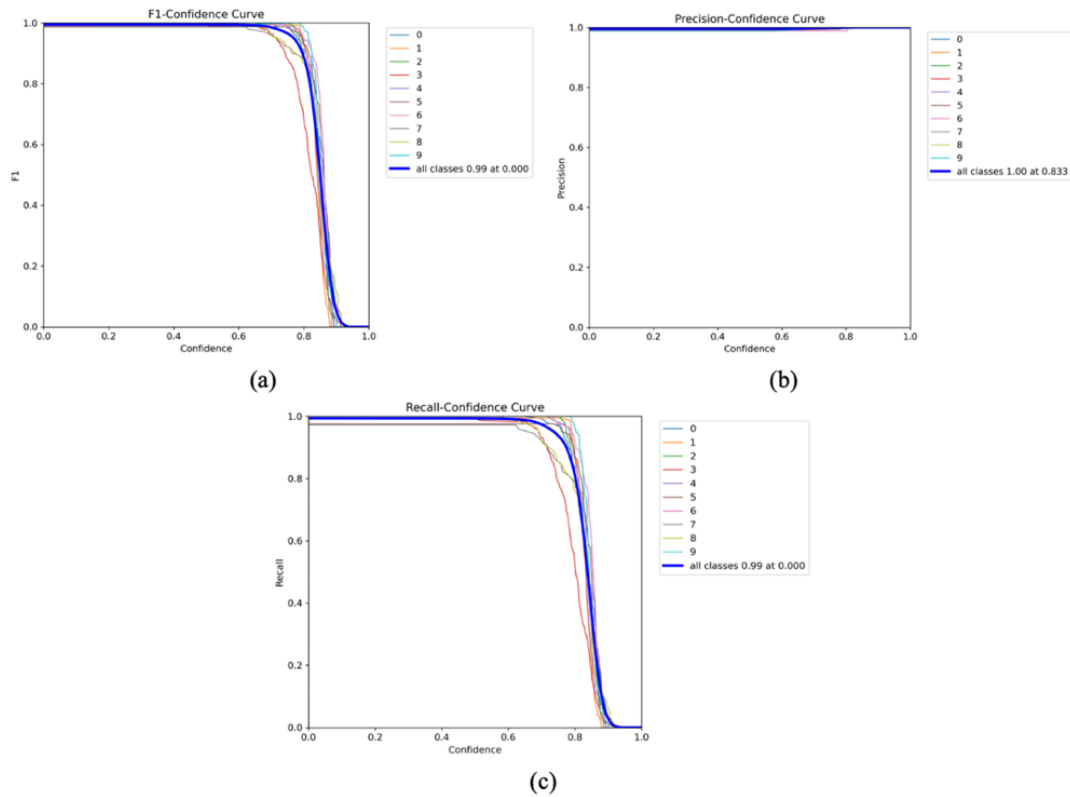 F1-Confidence Curve
1.0
0.8
0.6
0.4
0.2
0.0
F1
0.0 0.2 0.4 0.6 0.8 1.0
Confidence
0
1
2
3
4
5
6
7
8
9
all classes 0.99 at 0.000
(a)
Precision-Confidence Curve
1.0
0.8
0.6
0.4
0.2
0.0
Precision
0.0 0.2 0.4 0.6 0.8 1.0
Confidence
0
1
2
3
4
5
6
7
8
9
all classes 1.00 at 0.833
(b)
Recall-Confidence Curve
1.0
0.8
0.6
0.4
0.2
0.0
Recall
0.0 0.2 0.4 0.6 0.8 1.0
Confidence
0
1
2
3
4
5
6
7
8
9
all classes 0.99 at 0.000
(c)